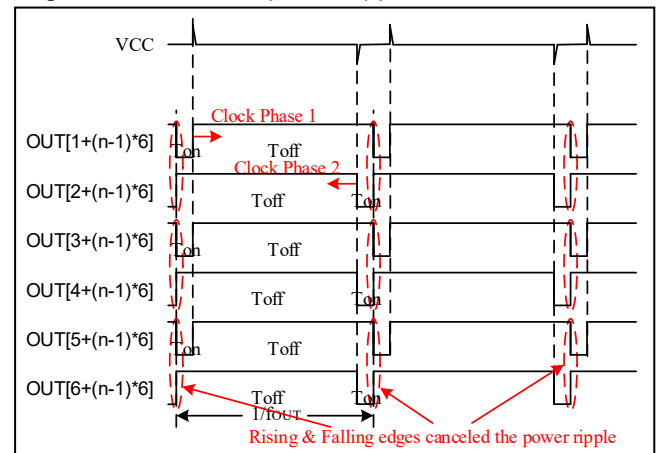 VCC
Clock Phase 1
OUT[1+(n-1)*6]
Ton
Toff
Clock Phase 2
OUT[2+(n-1)*6]
Toff
Ton
OUT[3+(n-1)*6]
Ton
Toff
OUT[4+(n-1)*6]
Toff
Ton
OUT[5+(n-1)*6]
Ton
Toff
OUT[6+(n-1)*6]
Toff
Ton
1/fOUT
Rising & Falling edges canceled the power ripple